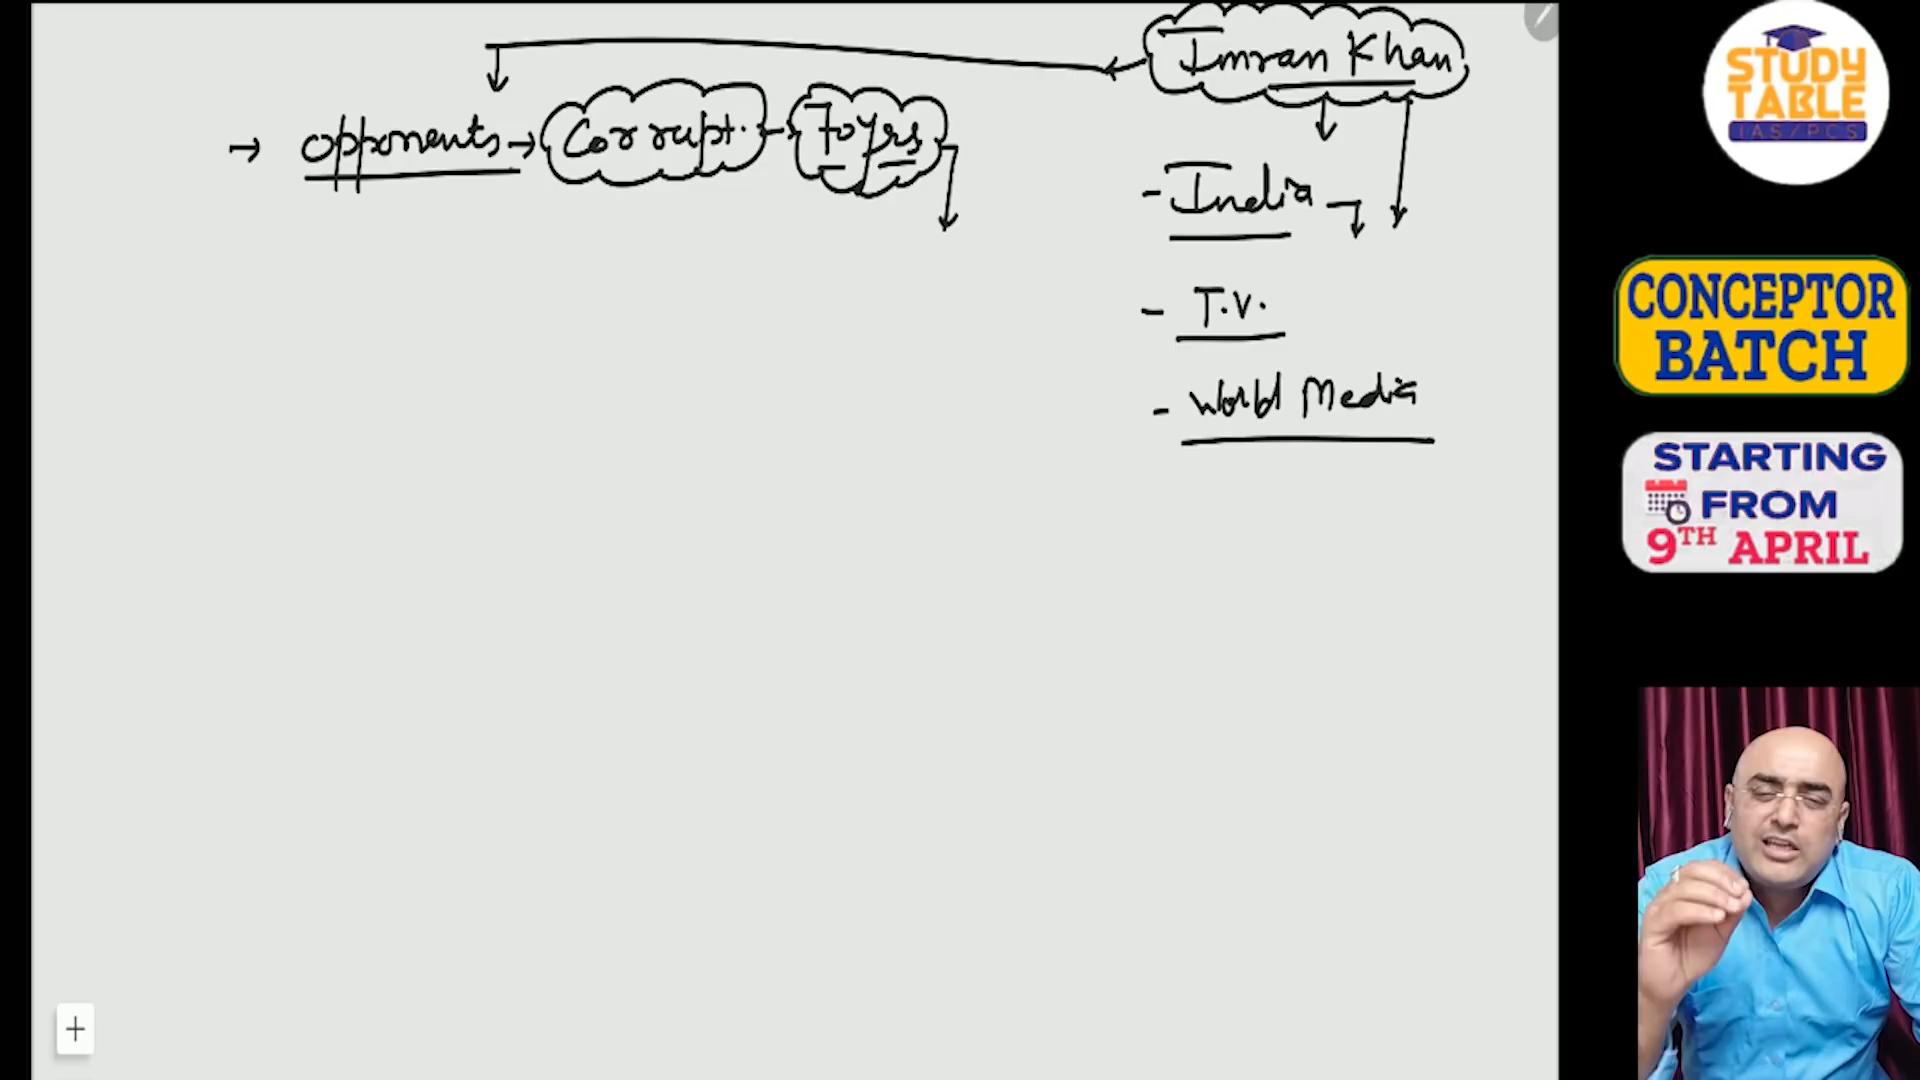 Imran Khan
→ opponents → Corrupt. - 70yrs
- India
- T.V.
- World Media
STUDY
TABLE
IAS/PCS
CONCEPTOR
BATCH
STARTING
FROM
9TH APRIL
+